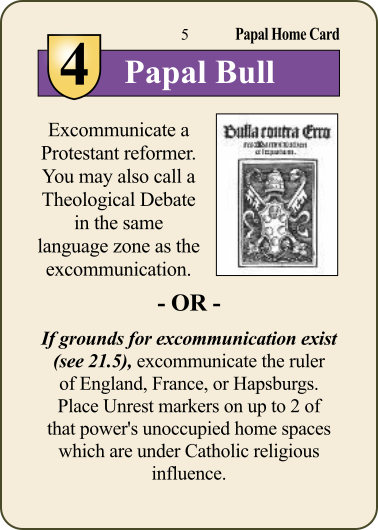 5 Papal Home Card
4 Papal Bull
Excommunicate a
Protestant reformer.
You may also call a
Theological Debate
in the same
language zone as the
excommunication.
Bulla contra Erro
- OR -
If grounds for excommunication exist
(see 21.5), excommunicate the ruler
of England, France, or Hapsburgs.
Place Unrest markers on up to 2 of
that power's unoccupied home spaces
which are under Catholic religious
influence.